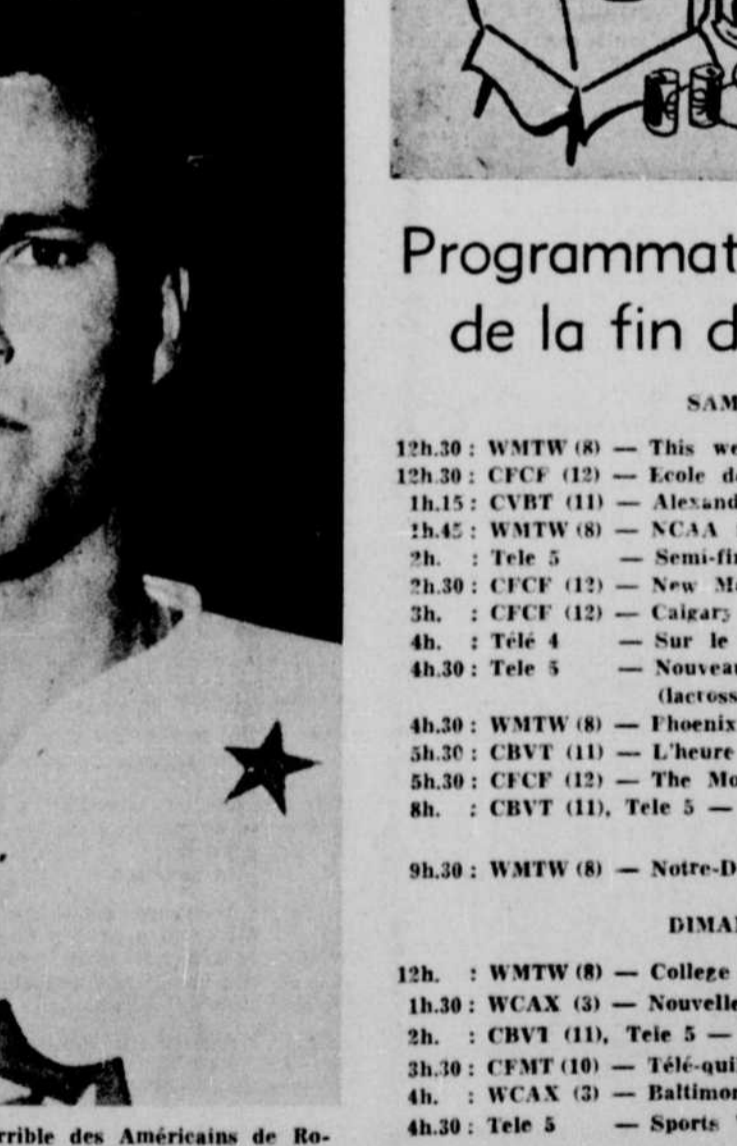 Programmat
de la fin d
SAM
12h.30 : WMTW (8) — This we
12h.30 : CFCF (12) — Ecole d
1h.15 : CVBT (11) — Alexand
1h.45 : WMTW (8) — NCAA
2h. : Tele 5 — Semi-fin
2h.30 : CFCF (12) — New M
3h. : CFCF (12) — Calgary
4h. : Télé 4 — Sur le
4h.30 : Tele 5 — Nouveau
(lactoss
4h.30 : WMTW (8) — Phoenix
5h.30 : CBVT (11) — L'heure
5h.30 : CFCF (12) — The Mo
8h. : CBVT (11), Tele 5 —
9h.30 : WMTW (8) — Notre-D
DIMA
12h. : WMTW (8) — College
1h.30 : WCAX (3) — Nouvelle
2h. : CBVT (11), Tele 5 —
3h.30 : CFMT (10) — Télé-qui
4h. : WCAX (3) — Baltimor
4h.30 : Tele 5 — Sports
rrible des Américains de Ro-